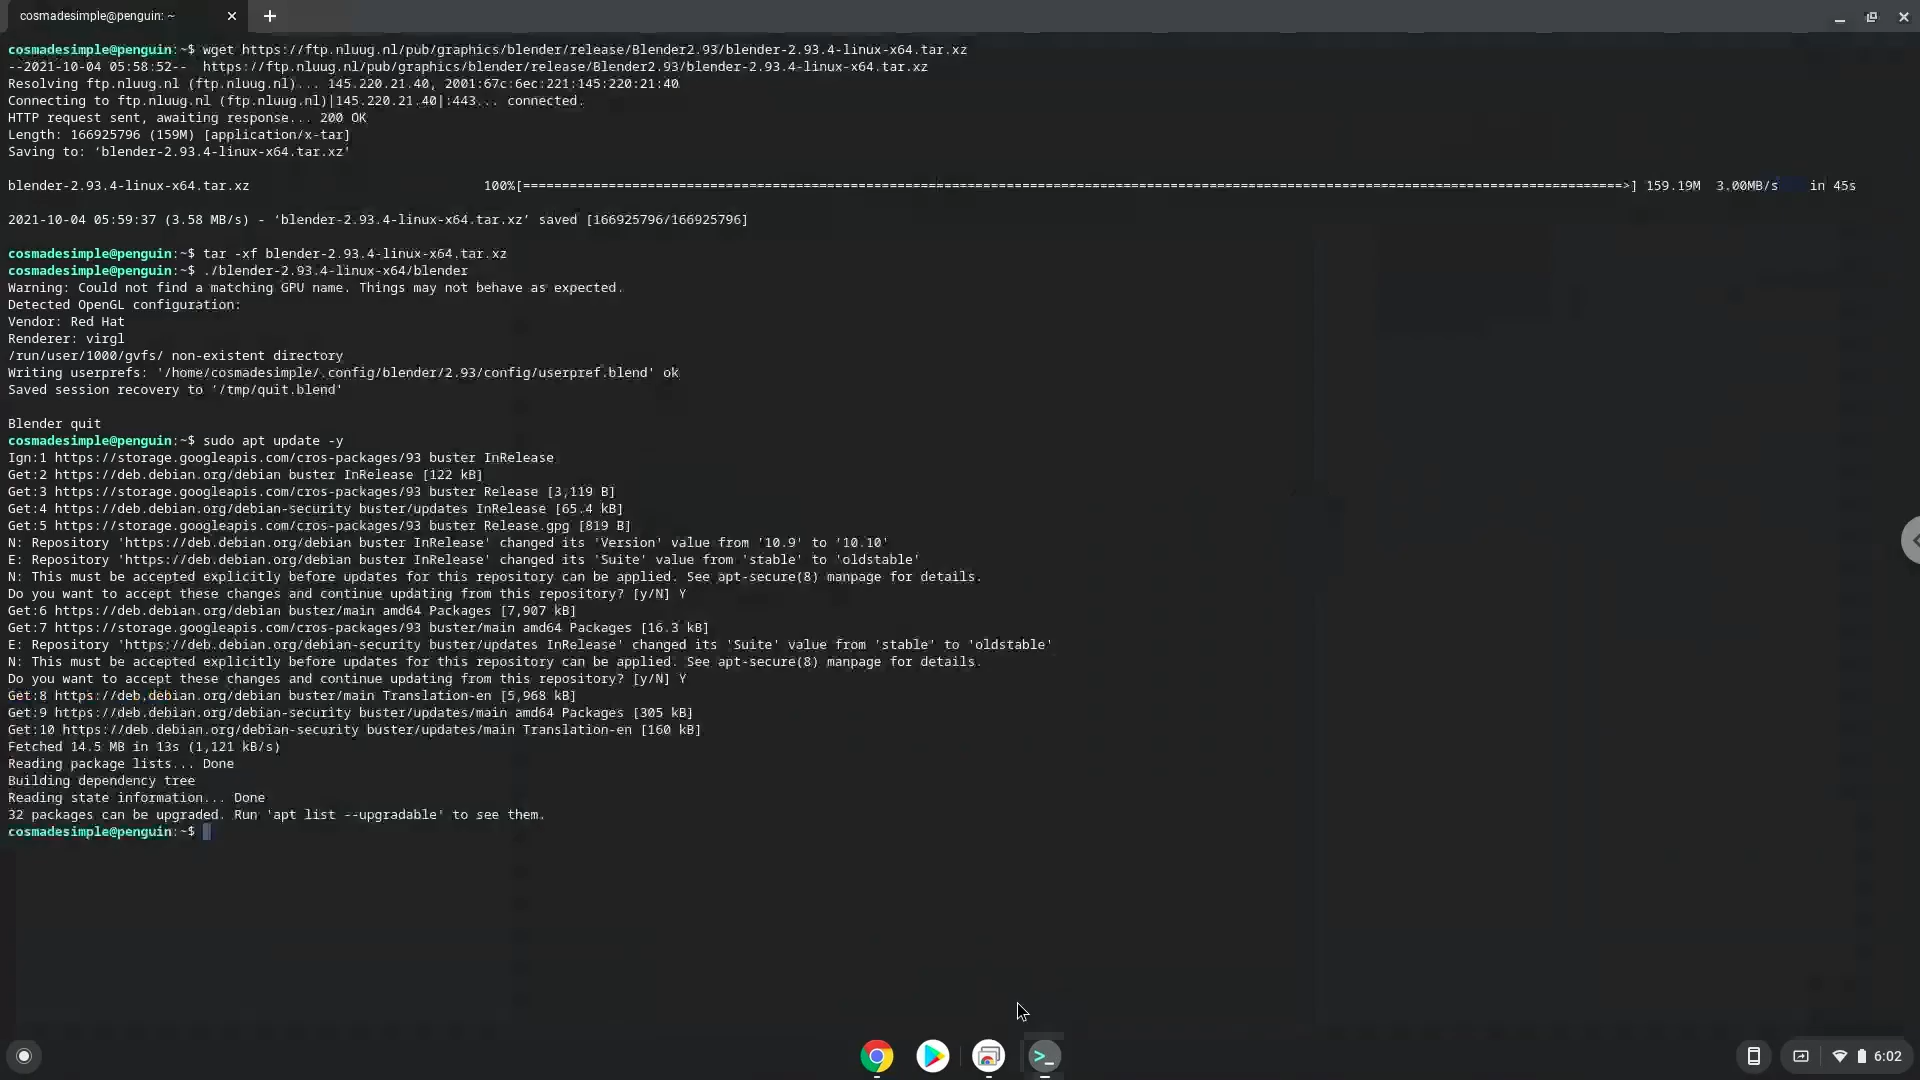 cosmadesimple@penguin: ~
cosmadesimple@penguin:~$ wget https://ftp.nluug.nl/pub/graphics/blender/release/Blender2.93/blender-2.93.4-linux-x64.tar.xz
--2021-10-04 05:58:52--  https://ftp.nluug.nl/pub/graphics/blender/release/Blender2.93/blender-2.93.4-linux-x64.tar.xz
Resolving ftp.nluug.nl (ftp.nluug.nl)... 145.220.21.40, 2001:67c:6ec:221:145:220:21:40
Connecting to ftp.nluug.nl (ftp.nluug.nl)|145.220.21.40|:443... connected.
HTTP request sent, awaiting response... 200 OK
Length: 166925796 (159M) [application/x-tar]
Saving to: ‘blender-2.93.4-linux-x64.tar.xz’
blender-2.93.4-linux-x64.tar.xz 100%[==============================================================================================================================================>] 159.19M  3.00MB/s    in 45s
2021-10-04 05:59:37 (3.58 MB/s) - ‘blender-2.93.4-linux-x64.tar.xz’ saved [166925796/166925796]
cosmadesimple@penguin:~$ tar -xf blender-2.93.4-linux-x64.tar.xz
cosmadesimple@penguin:~$ ./blender-2.93.4-linux-x64/blender
Warning: Could not find a matching GPU name. Things may not behave as expected.
Detected OpenGL configuration:
Vendor: Red Hat
Renderer: virgl
/run/user/1000/gvfs/ non-existent directory
Writing userprefs: '/home/cosmadesimple/.config/blender/2.93/config/userpref.blend' ok
Saved session recovery to '/tmp/quit.blend'
Blender quit
cosmadesimple@penguin:~$ sudo apt update -y
Ign:1 https://storage.googleapis.com/cros-packages/93 buster InRelease
Get:2 https://deb.debian.org/debian buster InRelease [122 kB]
Get:3 https://storage.googleapis.com/cros-packages/93 buster Release [3,119 B]
Get:4 https://deb.debian.org/debian-security buster/updates InRelease [65.4 kB]
Get:5 https://storage.googleapis.com/cros-packages/93 buster Release.gpg [819 B]
N: Repository 'https://deb.debian.org/debian buster InRelease' changed its 'Version' value from '10.9' to '10.10'
E: Repository 'https://deb.debian.org/debian buster InRelease' changed its 'Suite' value from 'stable' to 'oldstable'
N: This must be accepted explicitly before updates for this repository can be applied. See apt-secure(8) manpage for details.
Do you want to accept these changes and continue updating from this repository? [y/N] Y
Get:6 https://deb.debian.org/debian buster/main amd64 Packages [7,907 kB]
Get:7 https://storage.googleapis.com/cros-packages/93 buster/main amd64 Packages [16.3 kB]
E: Repository 'https://deb.debian.org/debian-security buster/updates InRelease' changed its 'Suite' value from 'stable' to 'oldstable'
N: This must be accepted explicitly before updates for this repository can be applied. See apt-secure(8) manpage for details.
Do you want to accept these changes and continue updating from this repository? [y/N] Y
Get:8 https://deb.debian.org/debian buster/main Translation-en [5,968 kB]
Get:9 https://deb.debian.org/debian-security buster/updates/main amd64 Packages [305 kB]
Get:10 https://deb.debian.org/debian-security buster/updates/main Translation-en [160 kB]
Fetched 14.5 MB in 13s (1,121 kB/s)
Reading package lists... Done
Building dependency tree
Reading state information... Done
32 packages can be upgraded. Run 'apt list --upgradable' to see them.
cosmadesimple@penguin:~$
6:02